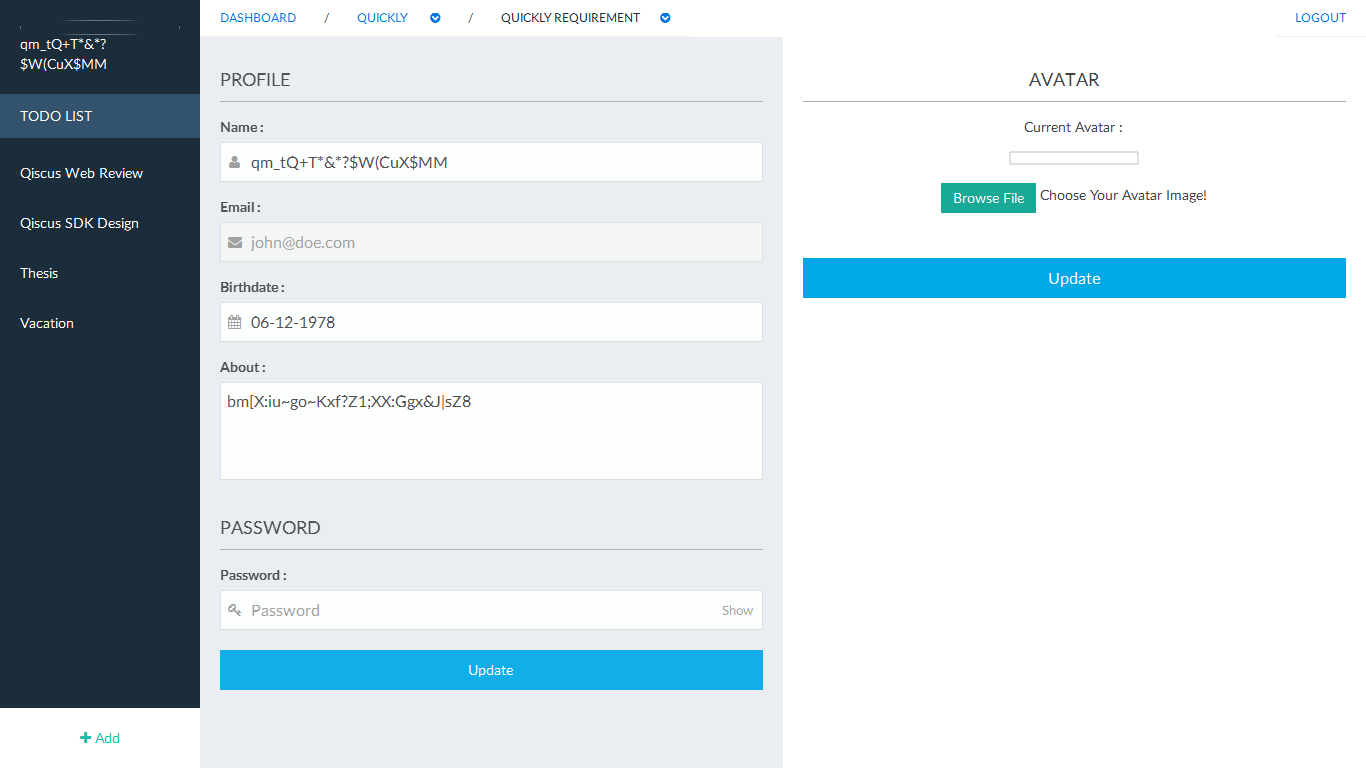 qm_tQ+T*&*?
$W(CuX$MM
TODO LIST
Qiscus Web Review
Qiscus SDK Design
Thesis
Vacation
Add
DASHBOARD / QUICKLY / QUICKLY REQUIREMENT
LOGOUT
PROFILE
Name :
qm_tQ+T*&*?$W(CuX$MM
Email :
john@doe.com
Birthdate :
06-12-1978
About :
bm[X:iu~go~Kxf?Z1;XX:Ggx&J|sZ8
PASSWORD
Password :
Password Show
Update
AVATAR
Current Avatar :
Browse File Choose Your Avatar Image!
Update